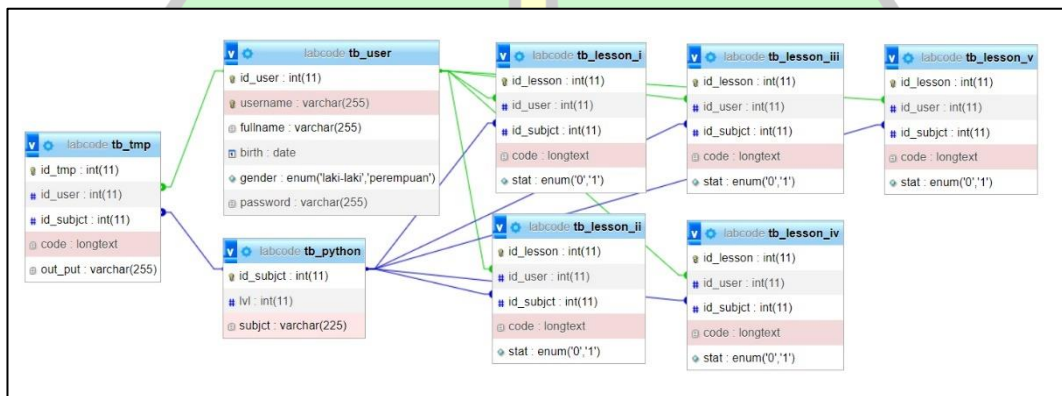 labcode tb_tmp
id_tmp : int(11)
id_user : int(11)
id_subjct : int(11)
code : longtext
out_put : varchar(255)
labcode tb_user
id_user : int(11)
username : varchar(255)
fullname : varchar(255)
birth : date
gender : enum('laki-laki','perempuan')
password : varchar(255)
labcode tb_python
id_subjct : int(11)
lvl : int(11)
subjct : varchar(225)
labcode tb_lesson_i
id_lesson : int(11)
id_user : int(11)
id_subjct : int(11)
code : longtext
stat : enum('0','1')
labcode tb_lesson_ii
id_lesson : int(11)
id_user : int(11)
id_subjct : int(11)
code : longtext
stat : enum('0','1')
labcode tb_lesson_iii
id_lesson : int(11)
id_user : int(11)
id_subjct : int(11)
code : longtext
stat : enum('0','1')
labcode tb_lesson_iv
id_lesson : int(11)
id_user : int(11)
id_subjct : int(11)
code : longtext
stat : enum('0','1')
labcode tb_lesson_v
id_lesson : int(11)
id_user : int(11)
id_subjct : int(11)
code : longtext
stat : enum('0','1')